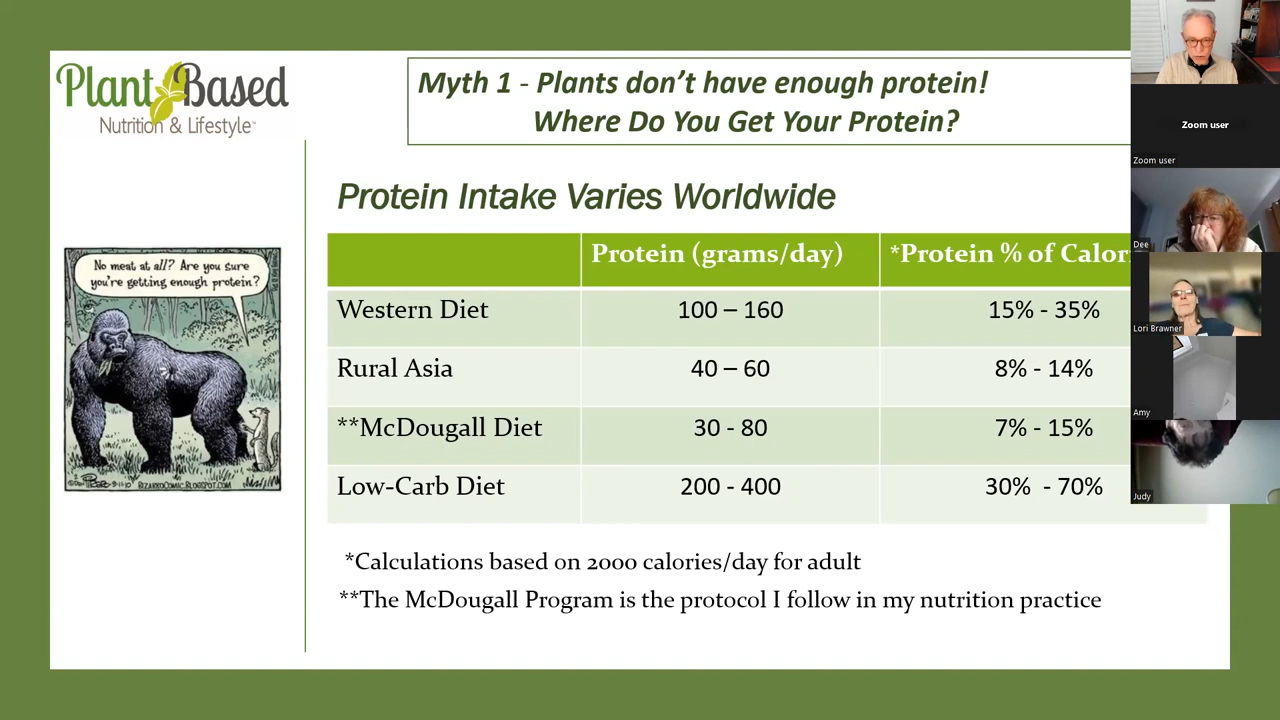 Plant Based
Nutrition & Lifestyle™
Myth 1 - Plants don't have enough protein!
Where Do You Get Your Protein?
Protein Intake Varies Worldwide
No meat at all? Are you sure
you're getting enough protein?
BIZARROCOMIC.BLOGSPOT.COM
Protein (grams/day) *Protein % of Calor
Western Diet 100 – 160 15% - 35%
Rural Asia 40 – 60 8% - 14%
**McDougall Diet 30 - 80 7% - 15%
Low-Carb Diet 200 - 400 30% - 70%
*Calculations based on 2000 calories/day for adult
**The McDougall Program is the protocol I follow in my nutrition practice
Zoom user
Zoom user
Dee
Lori Brawner
Amy
Judy